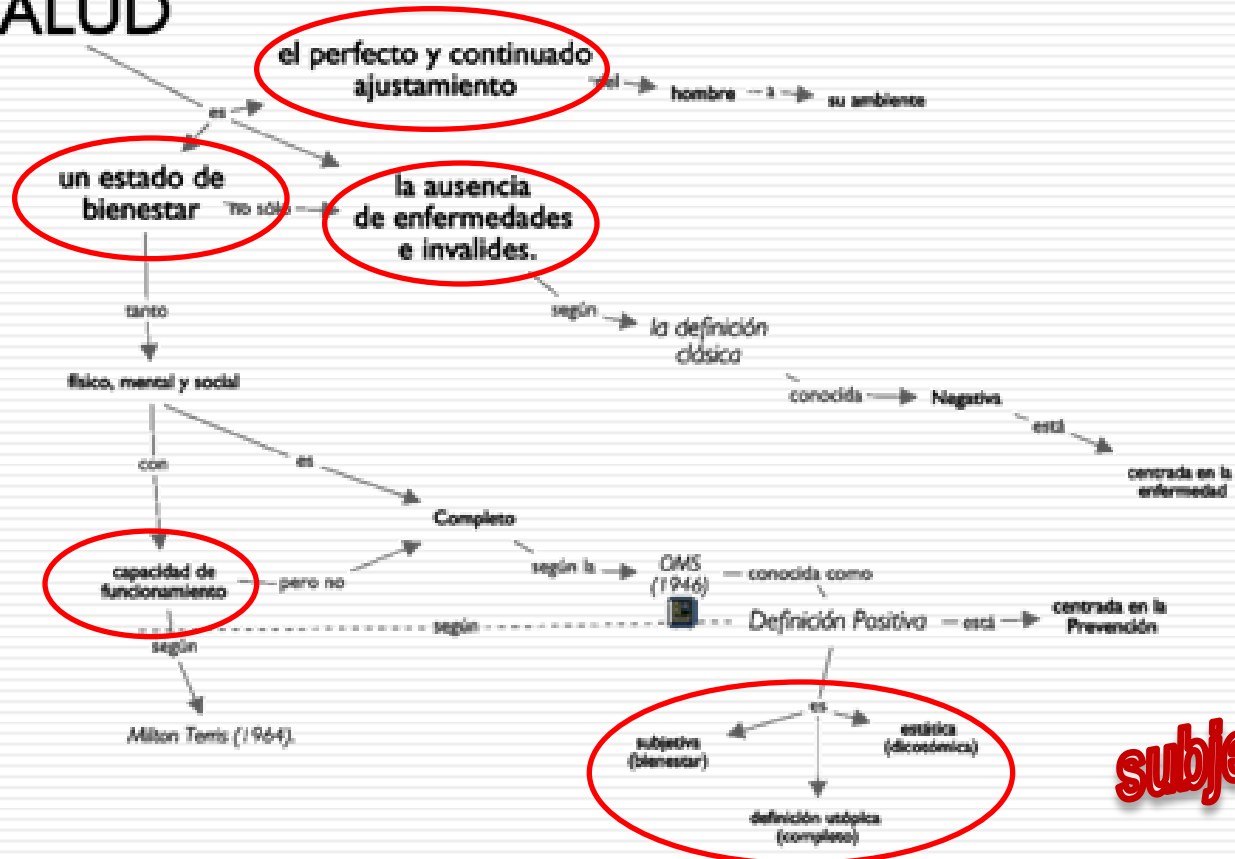 ALUD
el perfecto y continuado
ajustamiento
el
hombre
a
su ambiente
es
un estado de
bienestar
no sólo
la ausencia
de enfermedades
e invalides.
según
la definición
clásica
tanto
físico, mental y social
conocida
Negativa
está
centrada en la
enfermedad
con
es
Completo
capacidad de
funcionamiento
pero no
según la
OMS
(1946)
conocida como
según
Definición Positiva
está
centrada en la
Prevención
según
Milton Terris (1964).
es
subjetiva
(bienestar)
estática
(dicotómica)
definición utópica
(completo)
subje